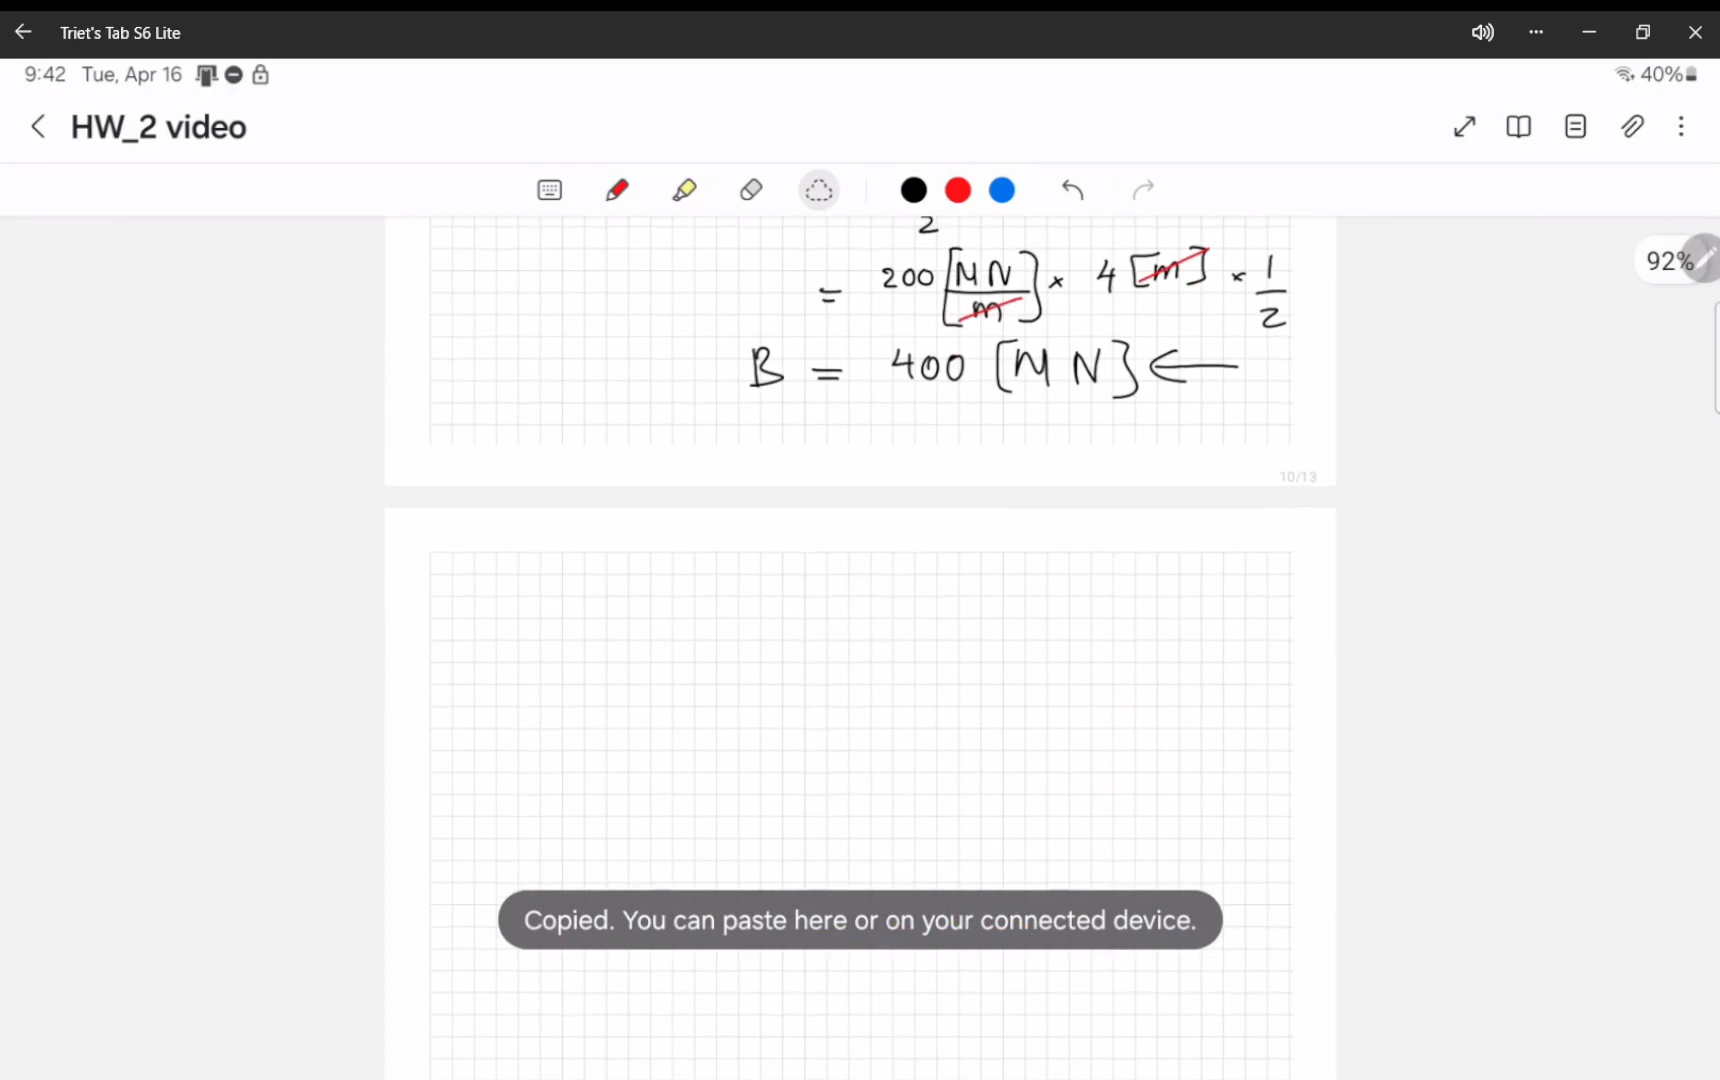 Triet's Tab S6 Lite
9:42 Tue, Apr 16
40%
HW_2 video
92%
2
= 200 [MN/m] × 4 [m] × 1/2
B = 400 [MN] ←
10/13
Copied. You can paste here or on your connected device.